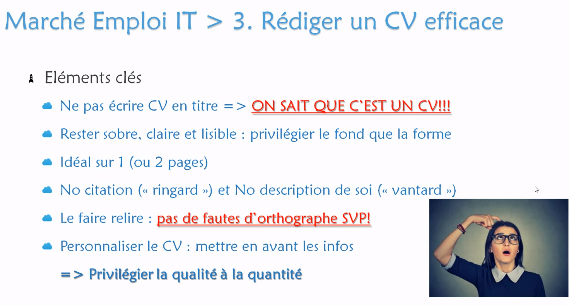 Marché Emploi IT > 3. Rédiger un CV efficace
Eléments clés
Ne pas écrire CV en titre => ON SAIT QUE C'EST UN CV!!!
Rester sobre, claire et lisible : privilégier le fond que la forme
Idéal sur 1 (ou 2 pages)
No citation (« ringard ») et No description de soi (« vantard »)
Le faire relire : pas de fautes d'orthographe SVP!
Personnaliser le CV : mettre en avant les infos
=> Privilégier la qualité à la quantité